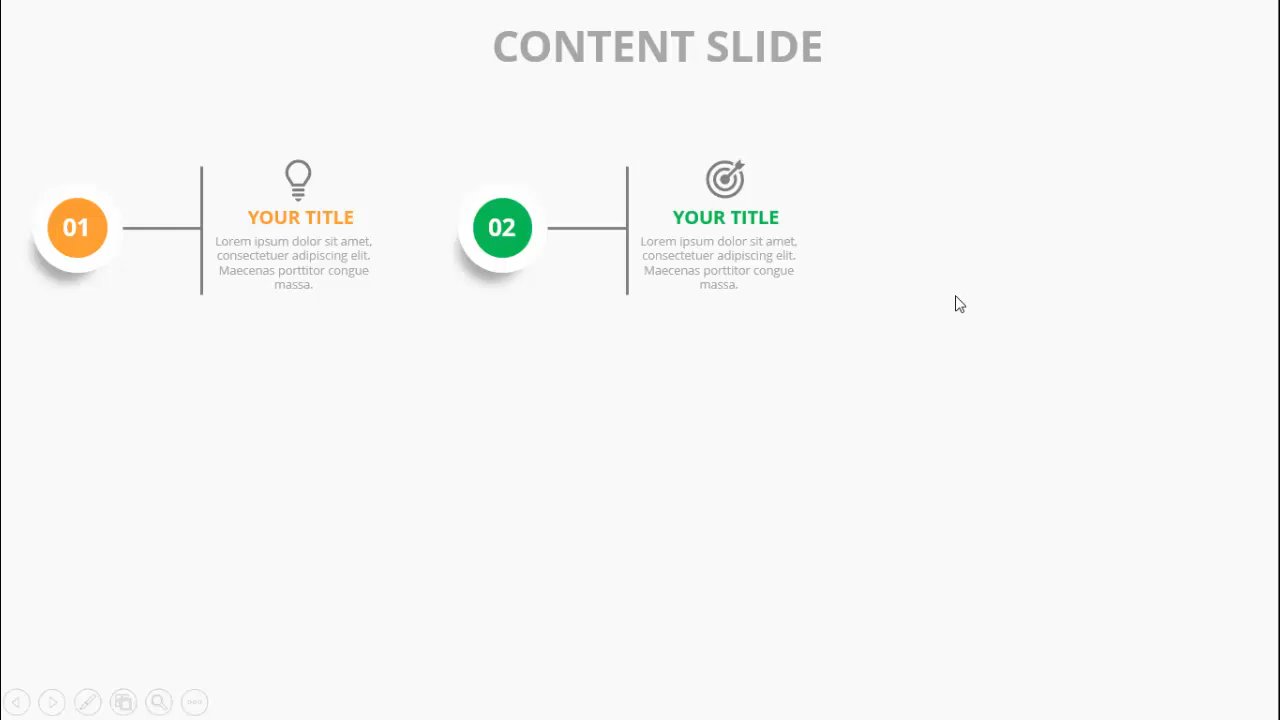 CONTENT SLIDE
01
YOUR TITLE
Lorem ipsum dolor sit amet,
consectetuer adipiscing elit.
Maecenas porttitor congue
massa.
02
YOUR TITLE
Lorem ipsum dolor sit amet,
consectetuer adipiscing elit.
Maecenas porttitor congue
massa.